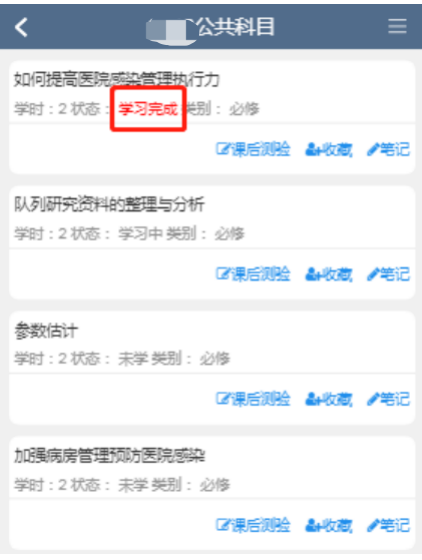 公共科目
如何提高医院感染管理执行力
学时：2 状态： 学习完成 类别： 必修
课后测验 收藏 笔记
队列研究资料的整理与分析
学时：2 状态： 学习中 类别： 必修
课后测验 收藏 笔记
参数估计
学时：2 状态： 未学 类别： 必修
课后测验 收藏 笔记
加强病房管理预防医院感染
学时：2 状态： 未学 类别： 必修
课后测验 收藏 笔记